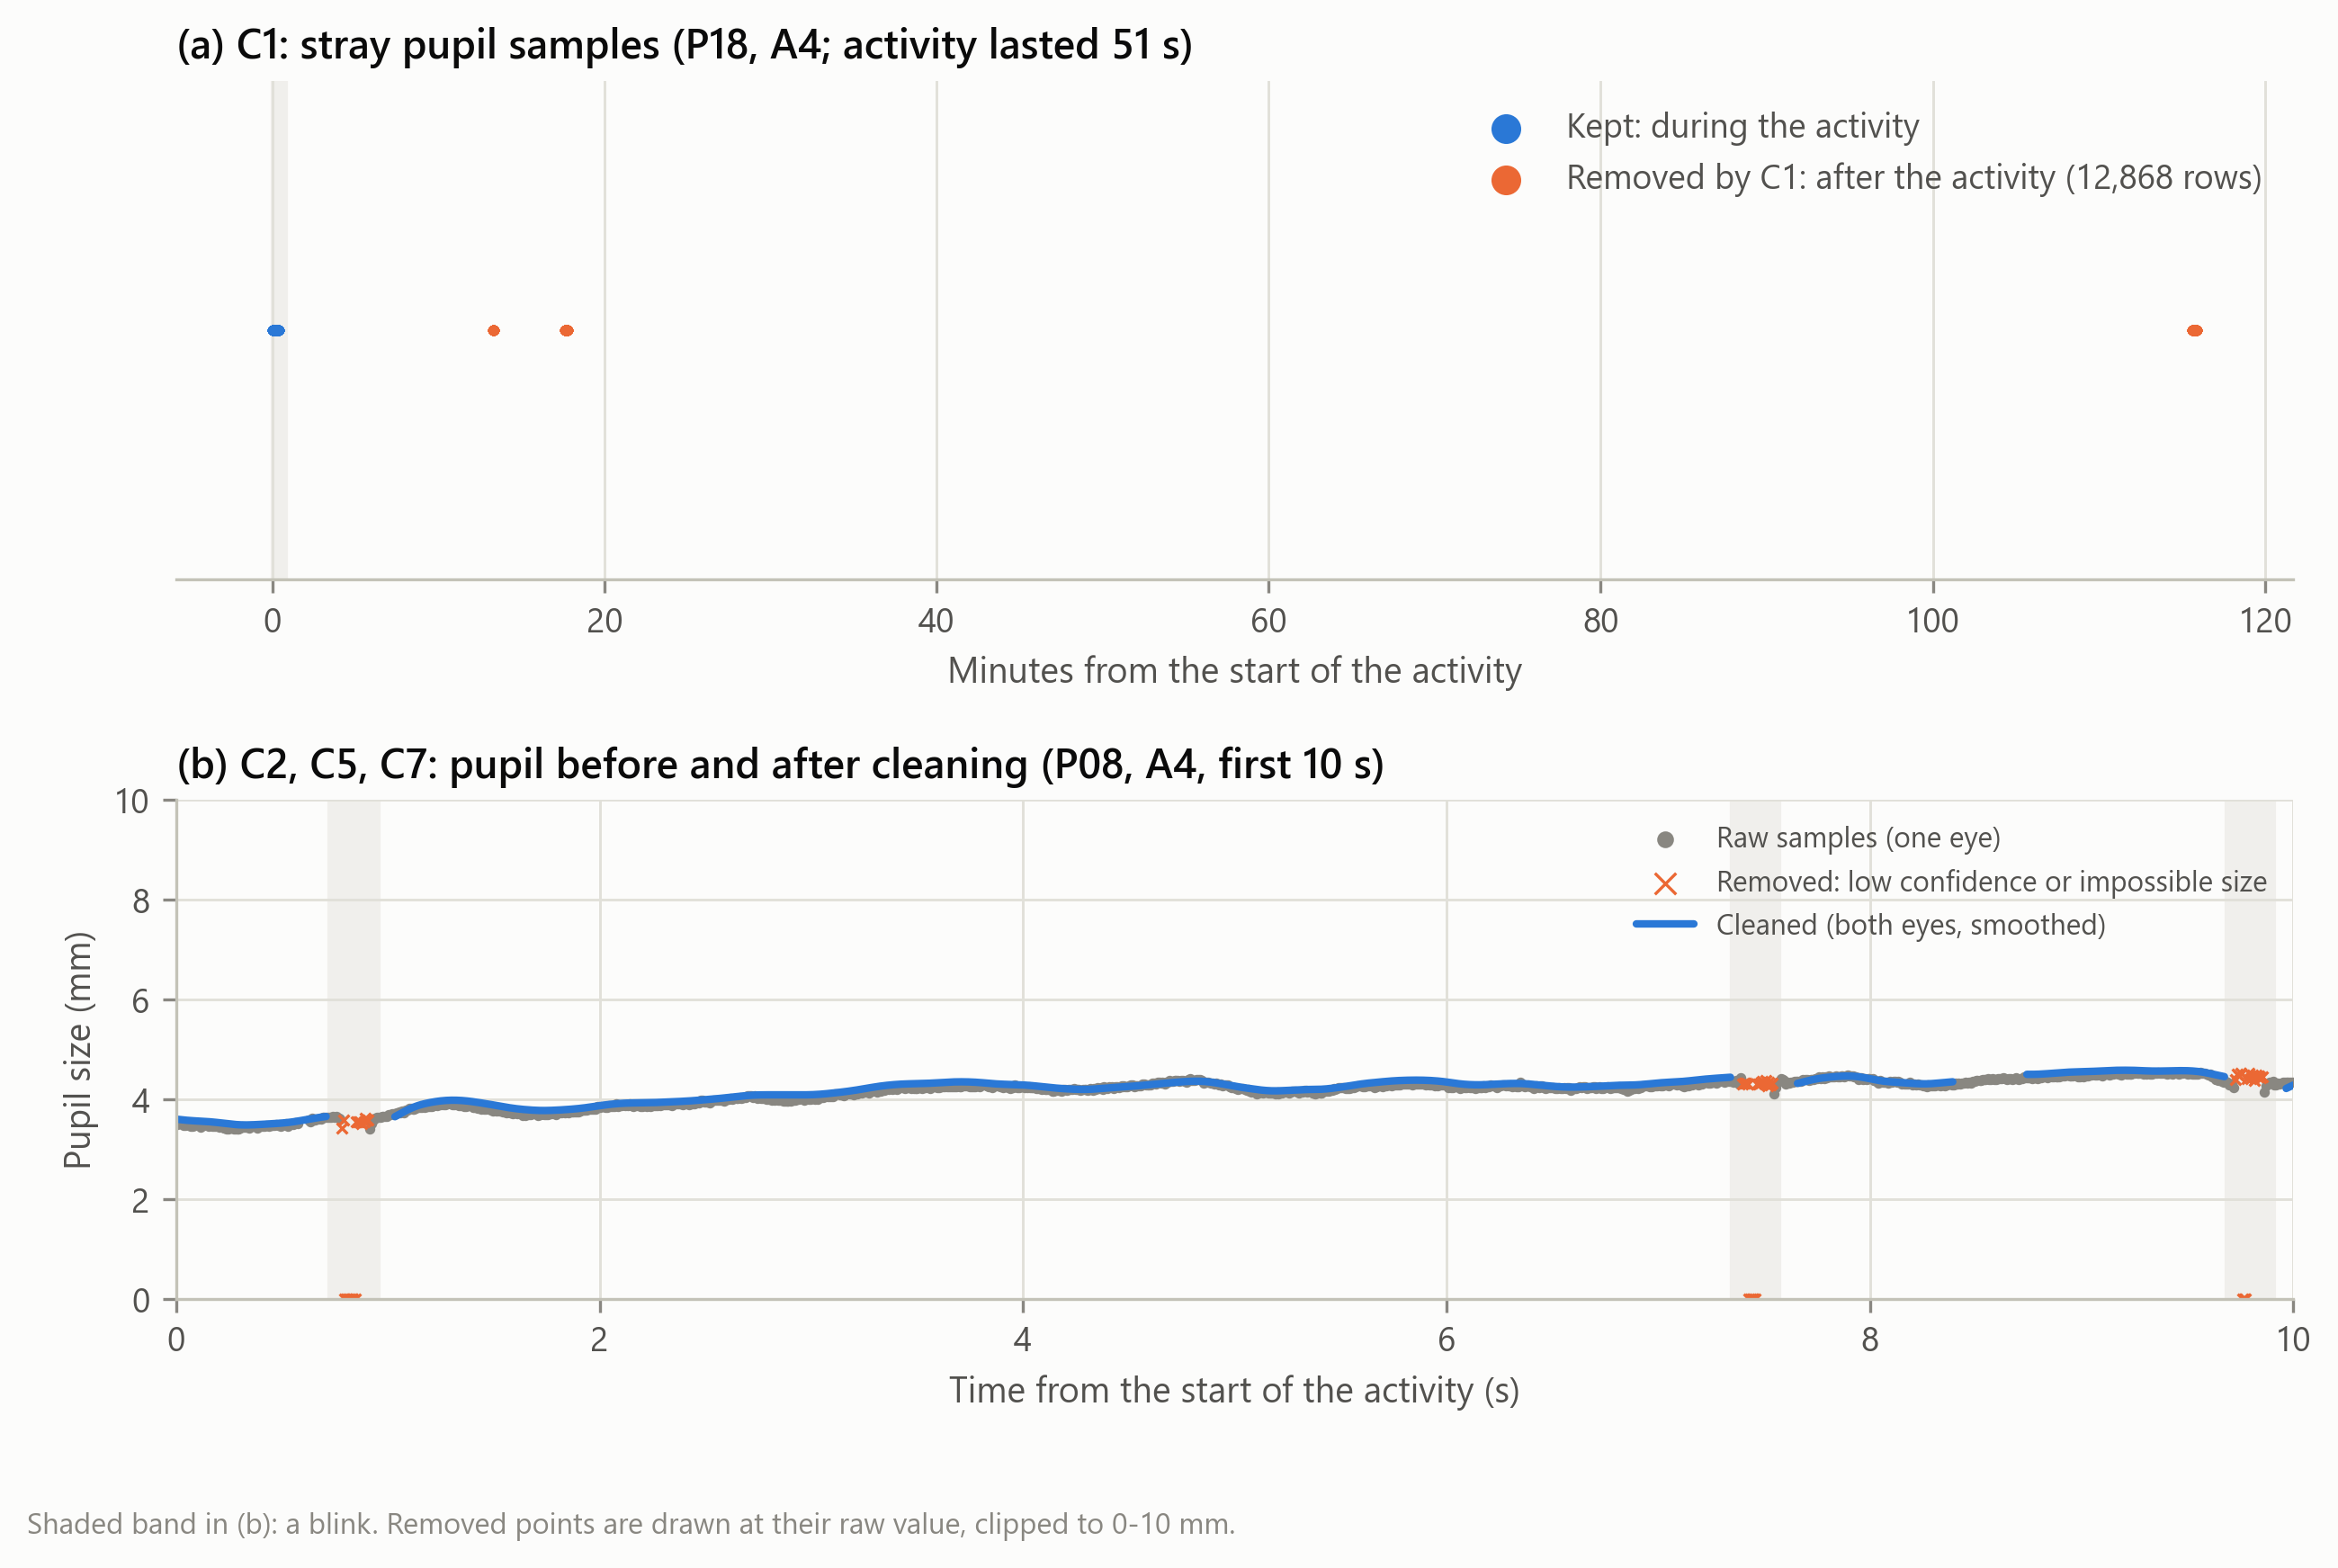 (a) C1: stray pupil samples (P18, A4; activity lasted 51 s)
Kept: during the activity
Removed by C1: after the activity (12,868 rows)
0 20 40 60 80 100 120
Minutes from the start of the activity
(b) C2, C5, C7: pupil before and after cleaning (P08, A4, first 10 s)
10
8
6
4
2
0
Pupil size (mm)
Raw samples (one eye)
Removed: low confidence or impossible size
Cleaned (both eyes, smoothed)
0 2 4 6 8 10
Time from the start of the activity (s)
Shaded band in (b): a blink. Removed points are drawn at their raw value, clipped to 0-10 mm.